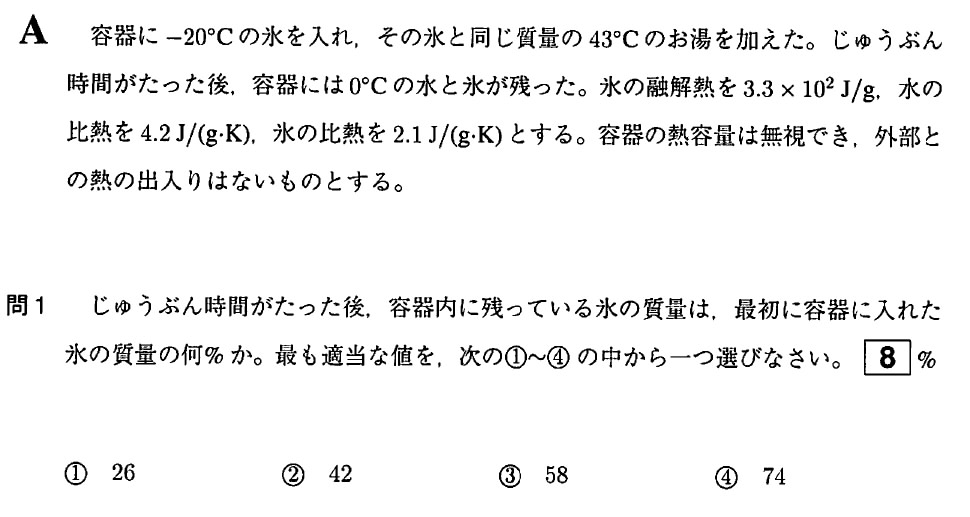 A 容器に −20°C の氷を入れ，その氷と同じ質量の 43°C のお湯を加えた。じゅうぶん
時間がたった後，容器には 0°C の水と氷が残った。氷の融解熱を 3.3 × 10² J/g，水の
比熱を 4.2 J/(g·K)，氷の比熱を 2.1 J/(g·K) とする。容器の熱容量は無視でき，外部と
の熱の出入りはないものとする。
問1 じゅうぶん時間がたった後，容器内に残っている氷の質量は，最初に容器に入れた
氷の質量の何% か。最も適当な値を，次の①〜④ の中から一つ選びなさい。 8 %
① 26 ② 42 ③ 58 ④ 74